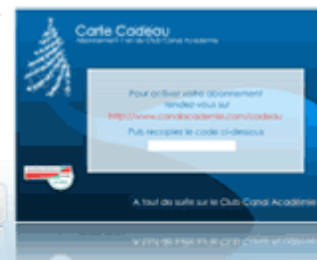 Carte Cadeau
Abonnement 1 an au Club Canal Académie
Pour activer votre abonnement
rendez-vous sur
http://www.canalacademie.com/cadeau
Puis recopiez le code ci-dessous
A tout de suite sur le Club Canal Académie